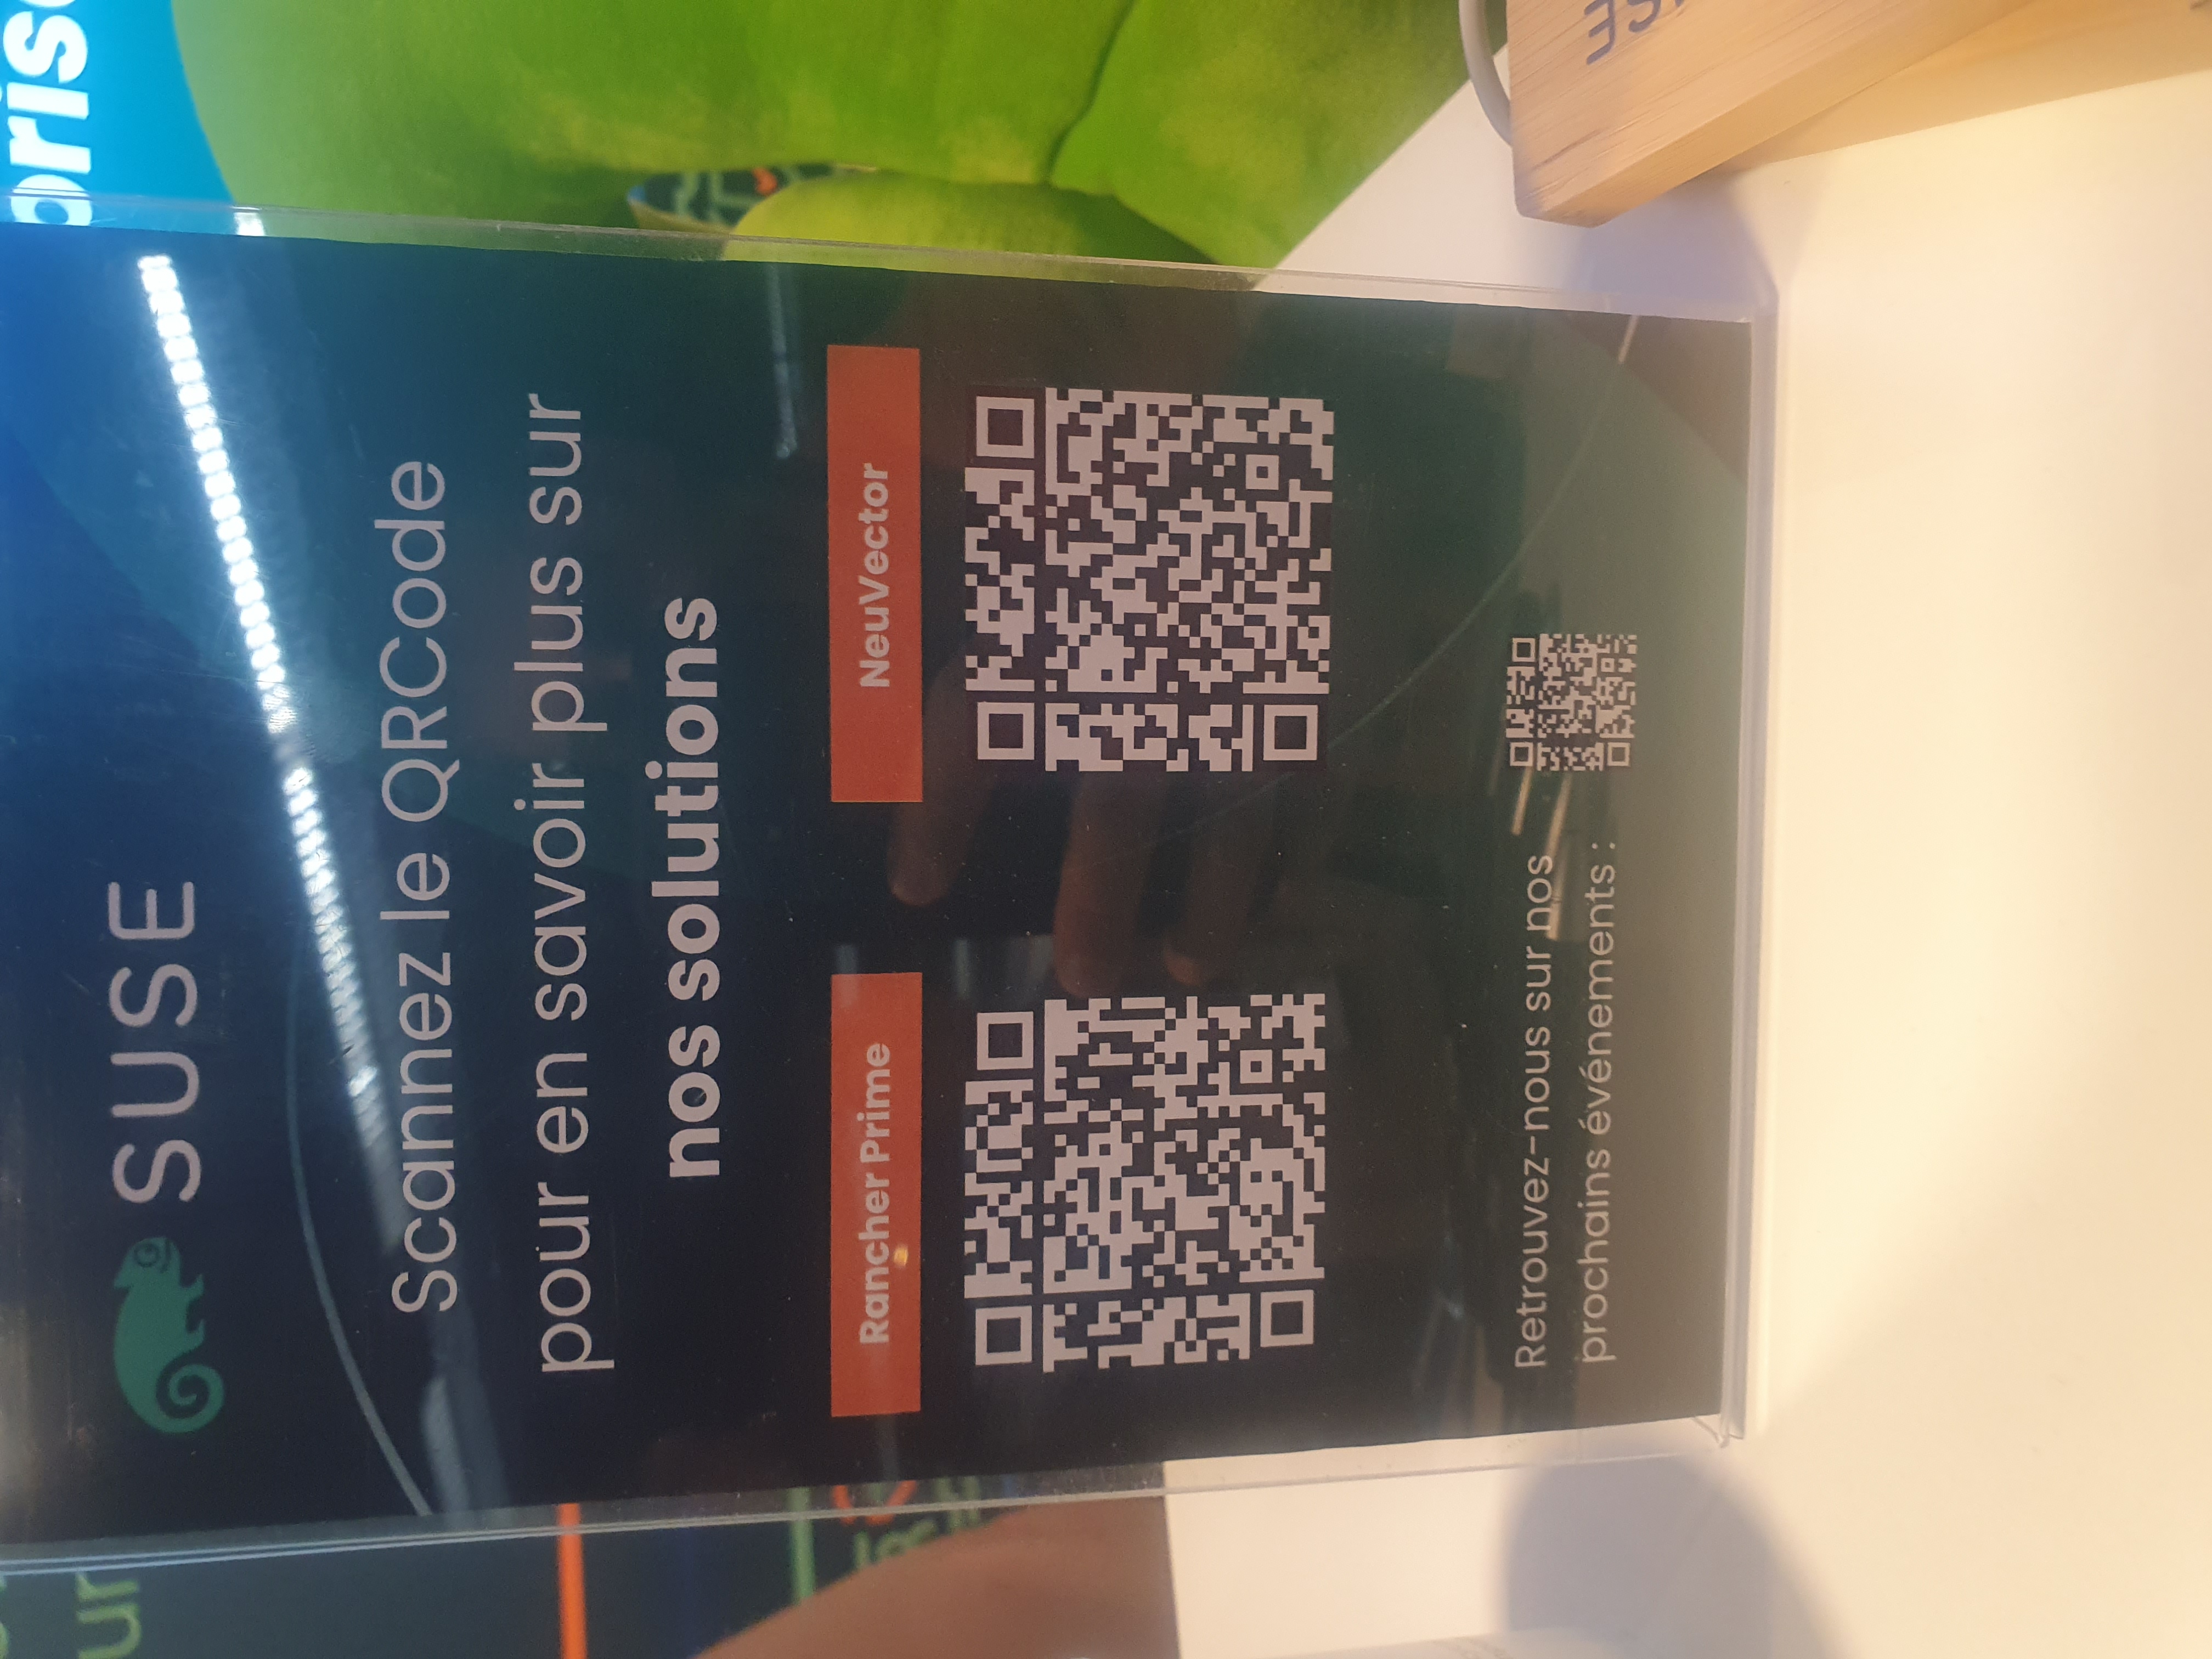 SUSE
Scannez le QRCode
pour en savoir plus sur
nos solutions
Rancher Prime
NeuVector
Retrouvez-nous sur nos
prochains événements :